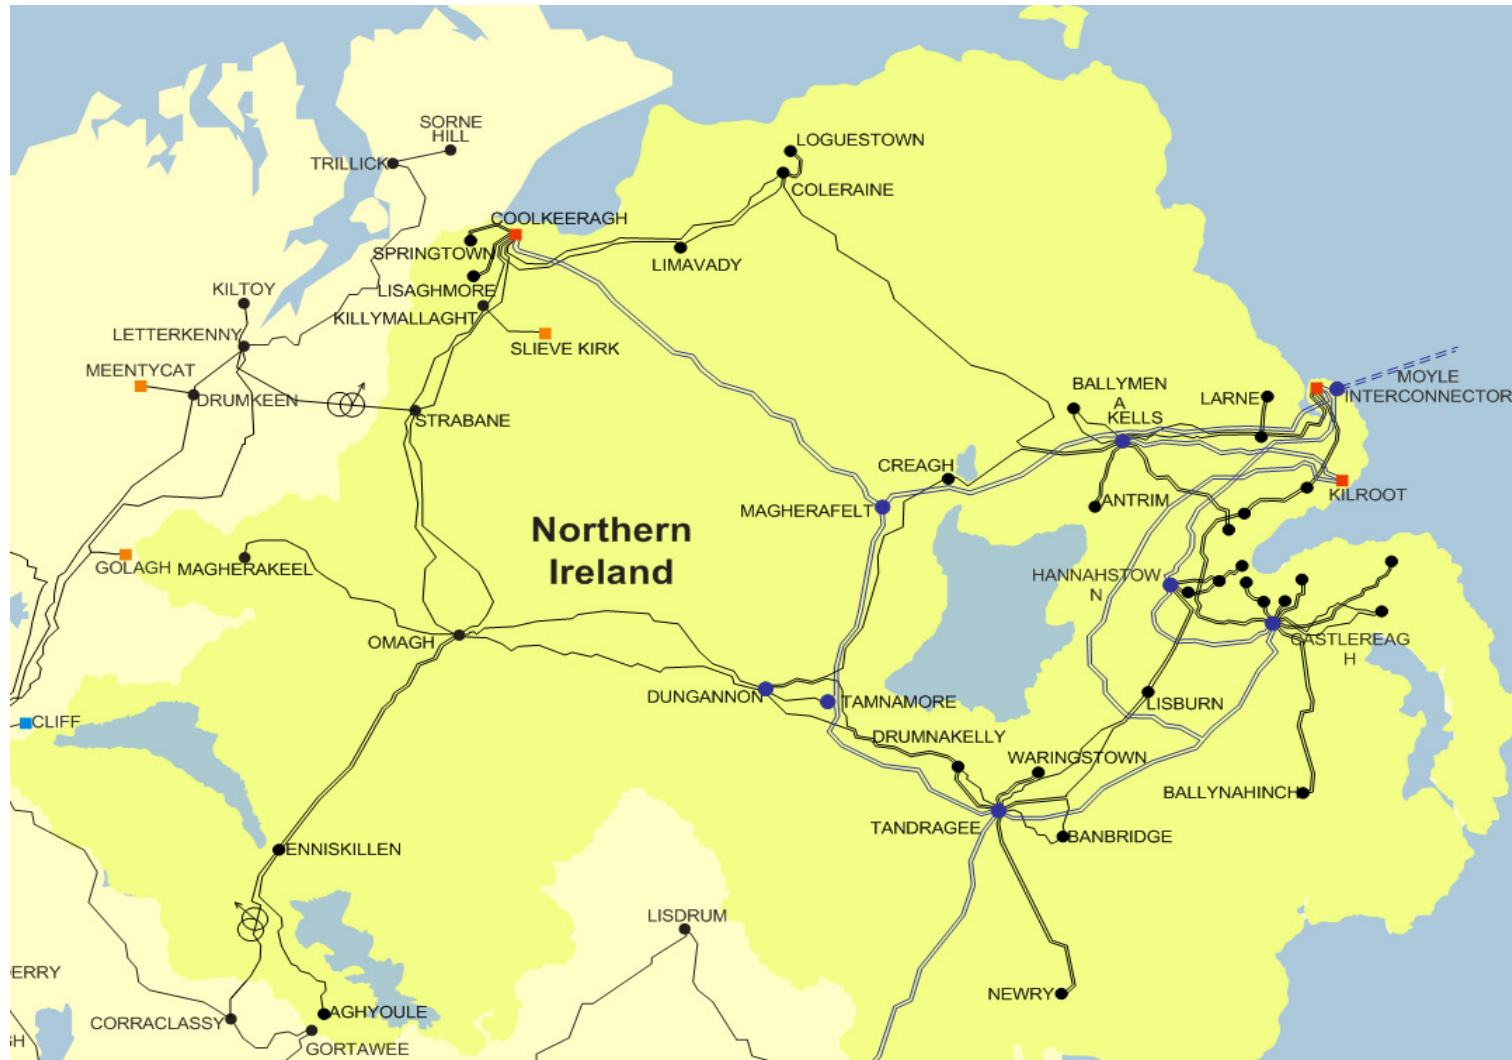 SORNE
HILL
TRILLICK
LOGUESTOWN
COLERAINE
COOLKEERAGH
SPRINGTOWN
LIMAVADY
LISAGHMORE
KILTOY
KILLYMALLAGHT
LETTERKENNY
SLIEVE KIRK
MEENTYCAT
DRUMKEEN
STRABANE
BALLYMEN
A
KELLS
LARNE
MOYLE
INTERCONNECTOR
CREAGH
ANTRIM
KILROOT
MAGHERAFELT
Northern
Ireland
GOLAGH
MAGHERAKEEL
HANNAHSTOW
N
OMAGH
CASTLEREAG
H
DUNGANNON
TAMNAMORE
LISBURN
CLIFF
DRUMNAKELLY
WARINGSTOWN
BALLYNAHINCH
TANDRAGEE
BANBRIDGE
ENNISKILLEN
LISDRUM
ERRY
NEWRY
AGHYOULE
CORRACLASSY
GH
GORTAWEE